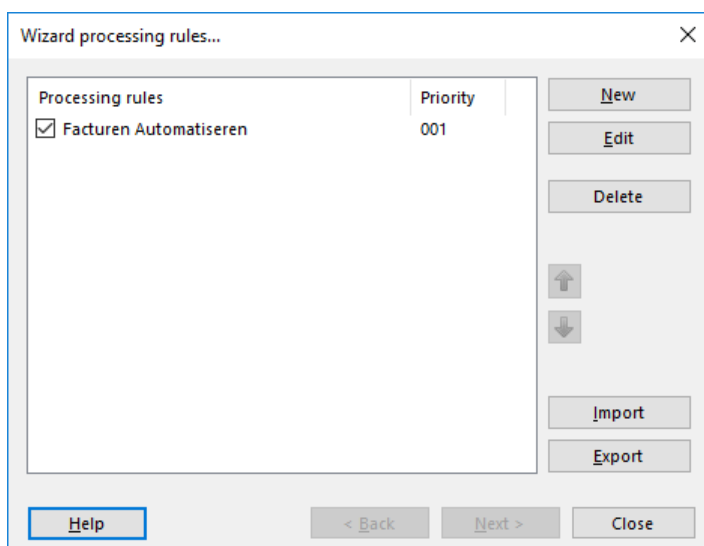 Wizard processing rules...
Processing rules Priority
Facturen Automatiseren 001
New
Edit
Delete
Import
Export
Help < Back Next > Close